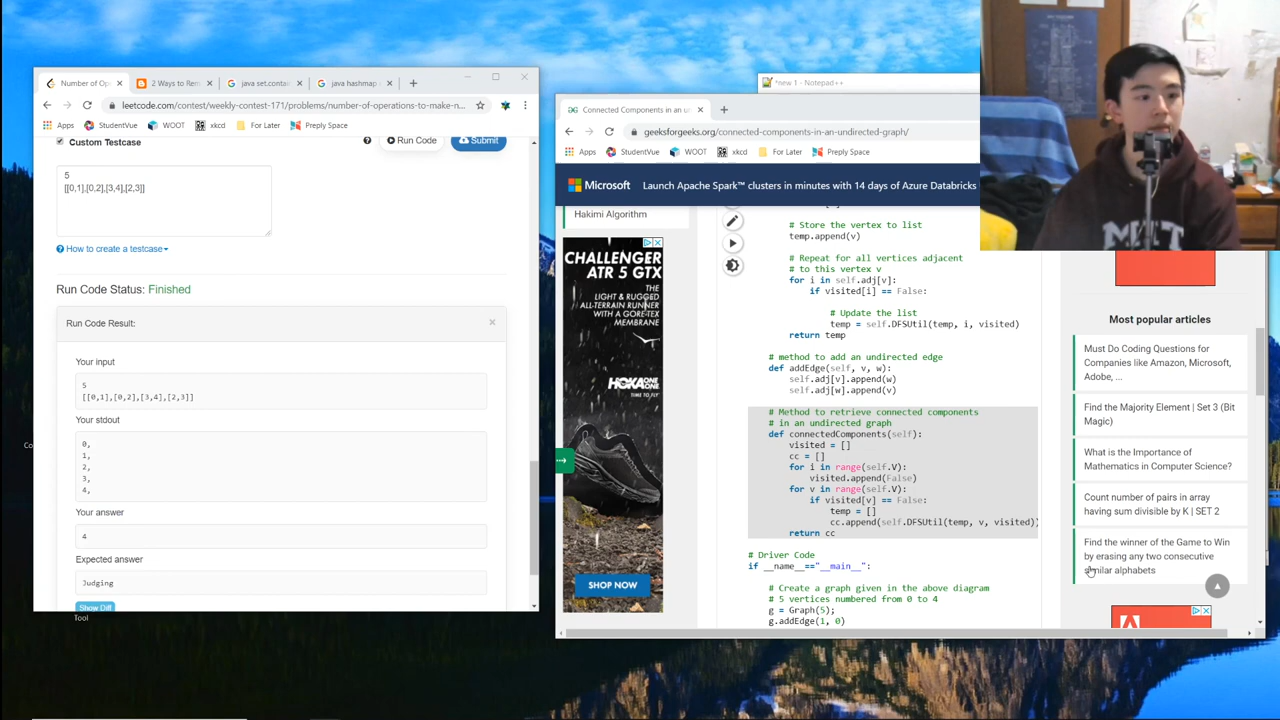 Number of Op
2 Ways to Rem
java set.contai
java hashmap
leetcode.com/contest/weekly-contest-171/problems/number-of-operations-to-make-n...
Apps
StudentVue
WOOT
xkcd
For Later
Preply Space
Custom Testcase
Run Code
Submit
5
[[0,1],[0,2],[3,4],[2,3]]
How to create a testcase
Run Code Status: Finished
Run Code Result:
Your input
5
[[0,1],[0,2],[3,4],[2,3]]
Your stdout
0,
1,
2,
3,
4,
Your answer
4
Expected answer
Judging
Show Diff
Tool
Co
*new 1 - Notepad++
Connected Components in an un
geeksforgeeks.org/connected-components-in-an-undirected-graph/
Apps
StudentVue
WOOT
xkcd
For Later
Preply Space
Microsoft
Launch Apache Spark™ clusters in minutes with 14 days of Azure Databricks
Hakimi Algorithm
CHALLENGER
ATR 5 GTX
THE
LIGHT & RUGGED
ALL-TERRAIN RUNNER
WITH A GORE-TEX
MEMBRANE
HOKA ONE ONE
TIME TO FLY
SHOP NOW
# Store the vertex to list
temp.append(v)
# Repeat for all vertices adjacent
# to this vertex v
for i in self.adj[v]:
if visited[i] == False:
# Update the list
temp = self.DFSUtil(temp, i, visited)
return temp
# method to add an undirected edge
def addEdge(self, v, w):
self.adj[v].append(w)
self.adj[w].append(v)
# Method to retrieve connected components
# in an undirected graph
def connectedComponents(self):
visited = []
cc = []
for i in range(self.V):
visited.append(False)
for v in range(self.V):
if visited[v] == False:
temp = []
cc.append(self.DFSUtil(temp, v, visited))
return cc
# Driver Code
if __name__=="__main__":
# Create a graph given in the above diagram
# 5 vertices numbered from 0 to 4
g = Graph(5);
g.addEdge(1, 0)
MIT
Most popular articles
Must Do Coding Questions for
Companies like Amazon, Microsoft,
Adobe, ...
Find the Majority Element | Set 3 (Bit
Magic)
What is the Importance of
Mathematics in Computer Science?
Count number of pairs in array
having sum divisible by K | SET 2
Find the winner of the Game to Win
by erasing any two consecutive
similar alphabets